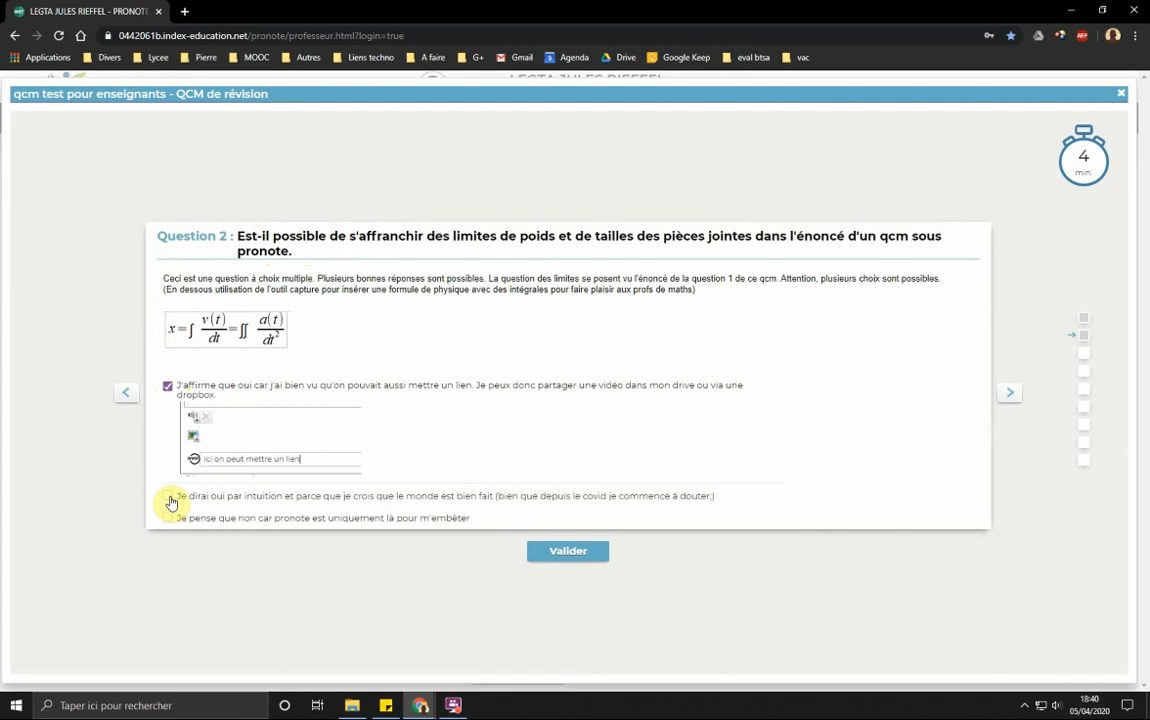 LEGTA JULES RIEFFEL - PRONOTE
0442061b.index-education.net/pronote/professeur.html?login=true
Applications Divers Lycee Pierre MOOC Autres Liens techno A faire G+ Gmail Agenda Drive Google Keep eval btsa vac
qcm test pour enseignants - QCM de révision
4
min.
Question 2 : Est-il possible de s'affranchir des limites de poids et de tailles des pièces jointes dans l'énoncé d'un qcm sous
pronote.
Ceci est une question à choix multiple. Plusieurs bonnes réponses sont possibles. La question des limites se posent vu l'énoncé de la question 1 de ce qcm. Attention, plusieurs choix sont possibles.
(En dessous utilisation de l'outil capture pour insérer une formule de physique avec des intégrales pour faire plaisir aux profs de maths)
x=∫ v(t)/dt =∬ a(t)/dt²
J'affirme que oui car j'ai bien vu qu'on pouvait aussi mettre un lien. Je peux donc partager une vidéo dans mon drive ou via une
dropbox.
ici on peut mettre un lien
Je dirai oui par intuition et parce que je crois que le monde est bien fait (bien que depuis le covid je commence à douter;)
Je pense que non car pronote est uniquement là pour m'embêter
Valider
Taper ici pour rechercher
18:40
05/04/2020